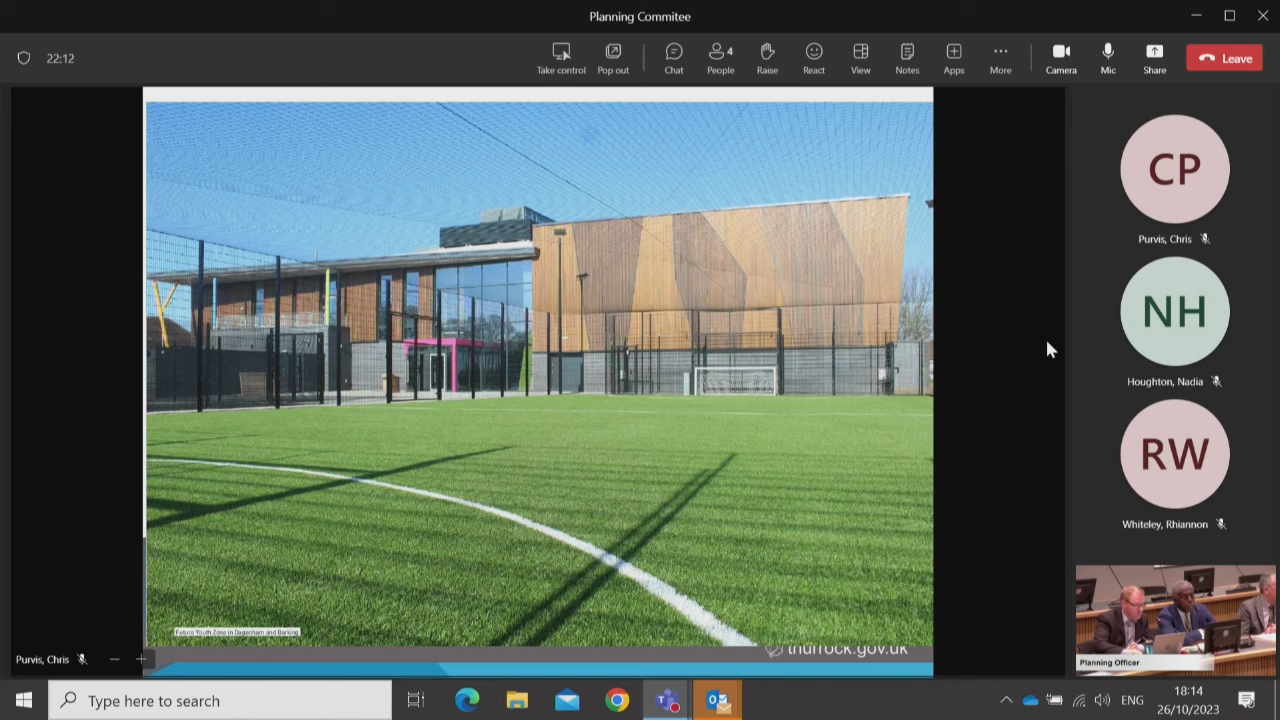 Planning Commitee
22:12
Take control
Pop out
Chat
4
People
Raise
React
View
Notes
Apps
More
Camera
Mic
Share
Leave
CP
Purvis, Chris
NH
Houghton, Nadia
RW
Whiteley, Rhiannon
Future Youth Zone in Dagenham and Barking
thurrock.gov.uk
Purvis, Chris
Planning Officer
Type here to search
ENG
18:14
26/10/2023